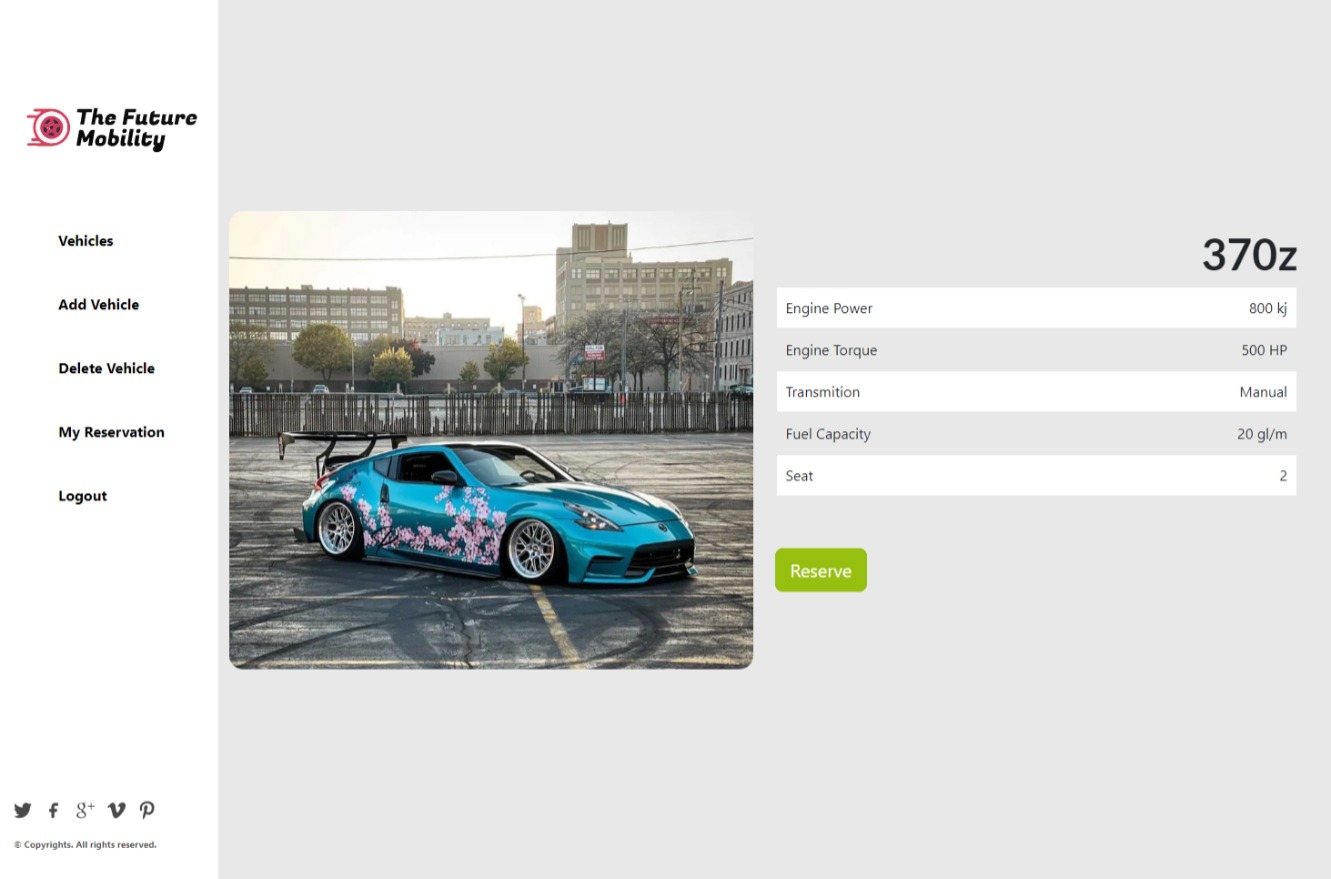 The Future
Mobility
Vehicles
Add Vehicle
Delete Vehicle
My Reservation
Logout
370z
Engine Power 800 kj
Engine Torque 500 HP
Transmition Manual
Fuel Capacity 20 gl/m
Seat 2
Reserve
© Copyrights. All rights reserved.